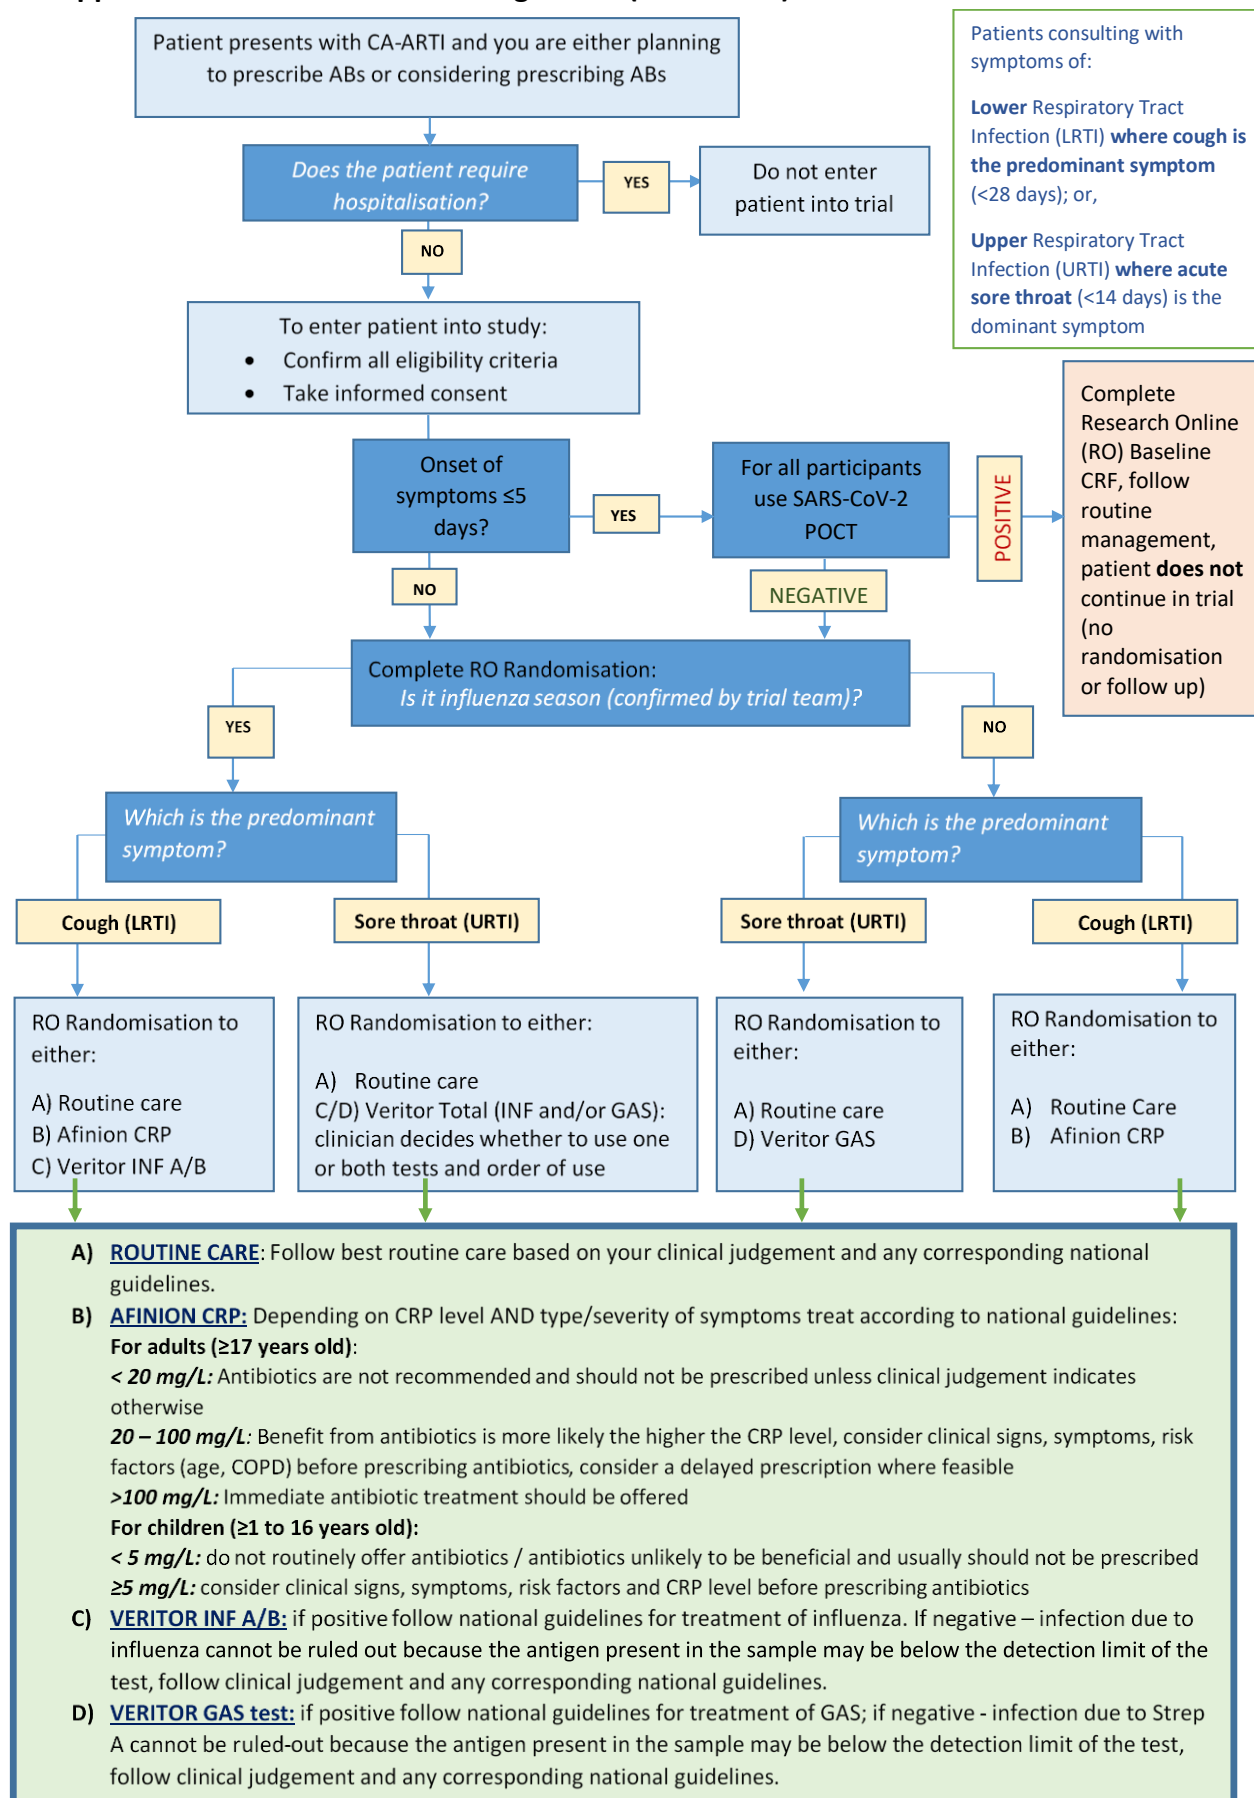 Patient presents with CA-ARTI and you are either planning
to prescribe ABs or considering prescribing ABs
Patients consulting with
symptoms of:
Lower Respiratory Tract
Infection (LRTI) where cough is
the predominant symptom
(<28 days); or,
Upper Respiratory Tract
Infection (URTI) where acute
sore throat (<14 days) is the
dominant symptom
Does the patient require
hospitalisation?
YES
Do not enter
patient into trial
NO
To enter patient into study:
• Confirm all eligibility criteria
• Take informed consent
Onset of
symptoms ≤5
days?
YES
For all participants
use SARS-CoV-2
POCT
POSITIVE
Complete
Research Online
(RO) Baseline
CRF, follow
routine
management,
patient does not
continue in trial
(no
randomisation
or follow up)
NO
NEGATIVE
Complete RO Randomisation:
Is it influenza season (confirmed by trial team)?
YES
NO
Which is the predominant
symptom?
Which is the predominant
symptom?
Cough (LRTI)
Sore throat (URTI)
Sore throat (URTI)
Cough (LRTI)
RO Randomisation to
either:
A) Routine care
B) Afinion CRP
C) Veritor INF A/B
RO Randomisation to either:
A) Routine care
C/D) Veritor Total (INF and/or GAS):
clinician decides whether to use one
or both tests and order of use
RO Randomisation to
either:
A) Routine care
D) Veritor GAS
RO Randomisation to
either:
A) Routine Care
B) Afinion CRP
A) ROUTINE CARE: Follow best routine care based on your clinical judgement and any corresponding national
guidelines.
B) AFINION CRP: Depending on CRP level AND type/severity of symptoms treat according to national guidelines:
For adults (≥17 years old):
< 20 mg/L: Antibiotics are not recommended and should not be prescribed unless clinical judgement indicates
otherwise
20 – 100 mg/L: Benefit from antibiotics is more likely the higher the CRP level, consider clinical signs, symptoms, risk
factors (age, COPD) before prescribing antibiotics, consider a delayed prescription where feasible
>100 mg/L: Immediate antibiotic treatment should be offered
For children (≥1 to 16 years old):
< 5 mg/L: do not routinely offer antibiotics / antibiotics unlikely to be beneficial and usually should not be prescribed
≥5 mg/L: consider clinical signs, symptoms, risk factors and CRP level before prescribing antibiotics
C) VERITOR INF A/B: if positive follow national guidelines for treatment of influenza. If negative – infection due to
influenza cannot be ruled out because the antigen present in the sample may be below the detection limit of the
test, follow clinical judgement and any corresponding national guidelines.
D) VERITOR GAS test: if positive follow national guidelines for treatment of GAS; if negative - infection due to Strep
A cannot be ruled-out because the antigen present in the sample may be below the detection limit of the test,
follow clinical judgement and any corresponding national guidelines.